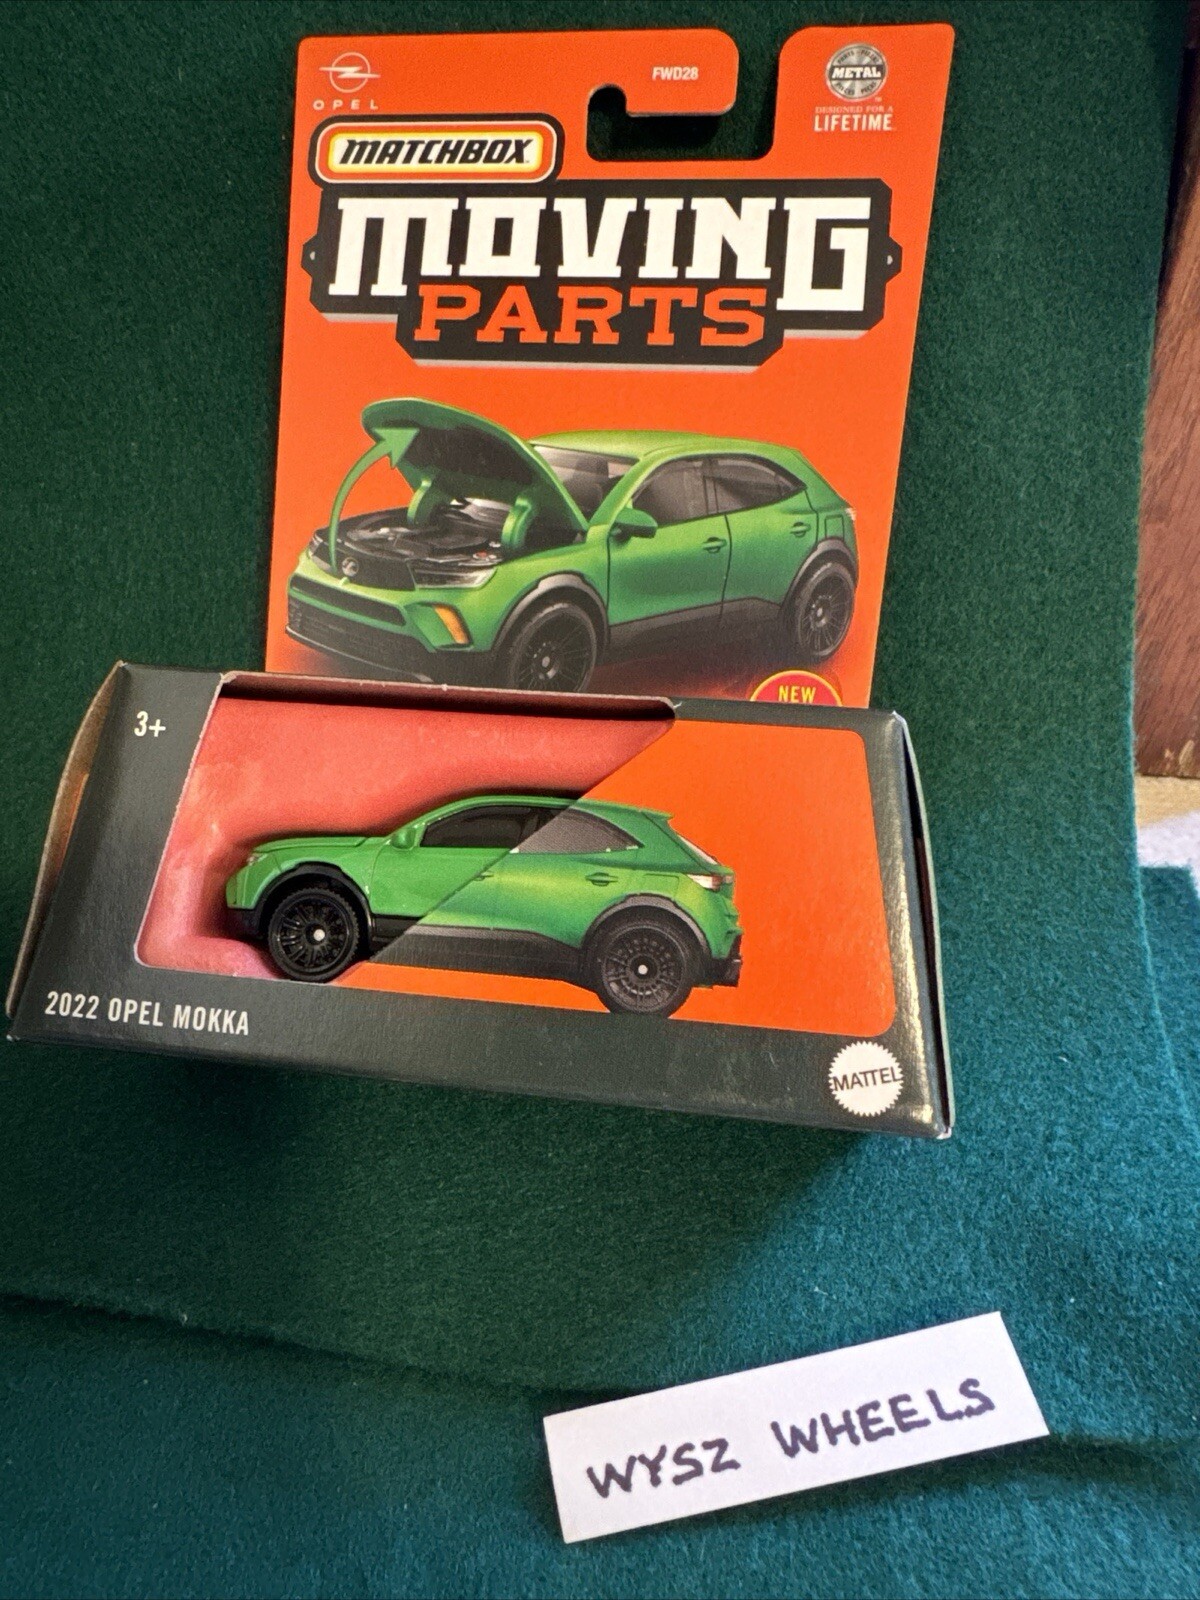 OPEL
FWD28
METAL
DESIGNED FOR A
LIFETIME
MATCHBOX
MOVING
PARTS
NEW
3+
2022 OPEL MOKKA
MATTEL
WYSZ WHEELS